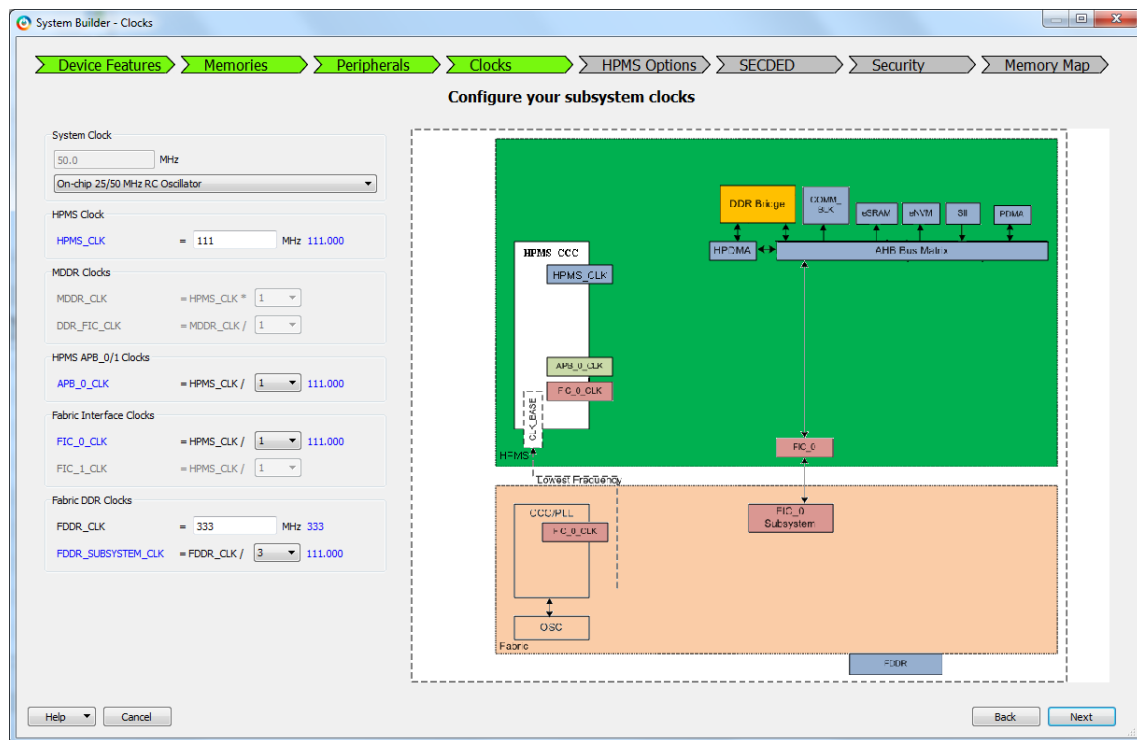 System Builder - Clocks
Device Features Memories Peripherals Clocks HPMS Options SECDED Security Memory Map
Configure your subsystem clocks
System Clock
50.0 MHz
On-chip 25/50 MHz RC Oscillator
HPMS Clock
HPMS_CLK = 111 MHz 111.000
MDDR Clocks
MDDR_CLK = HPMS_CLK * 1
DDR_FIC_CLK = MDDR_CLK / 1
HPMS APB_0/1 Clocks
APB_0_CLK = HPMS_CLK / 1 111.000
Fabric Interface Clocks
FIC_0_CLK = HPMS_CLK / 1 111.000
FIC_1_CLK = HPMS_CLK / 1
Fabric DDR Clocks
FDDR_CLK = 333 MHz 333
FDDR_SUBSYSTEM_CLK = FDDR_CLK / 3 111.000
DDR Bridge
COMM_
BLK
eSRAM
eNVM
SII
PDMA
HPDMA
AHB Bus Matrix
HPMS_CCC
HPMS_CLK
APB_0_CLK
FIC_0_CLK
CLK_BASE
HPMS
FIC_0
Lowest Frequency
CCC/PLL
FIC_0_CLK
FIC_0
Subsystem
OSC
Fabric
FDDR
Help Cancel Back Next